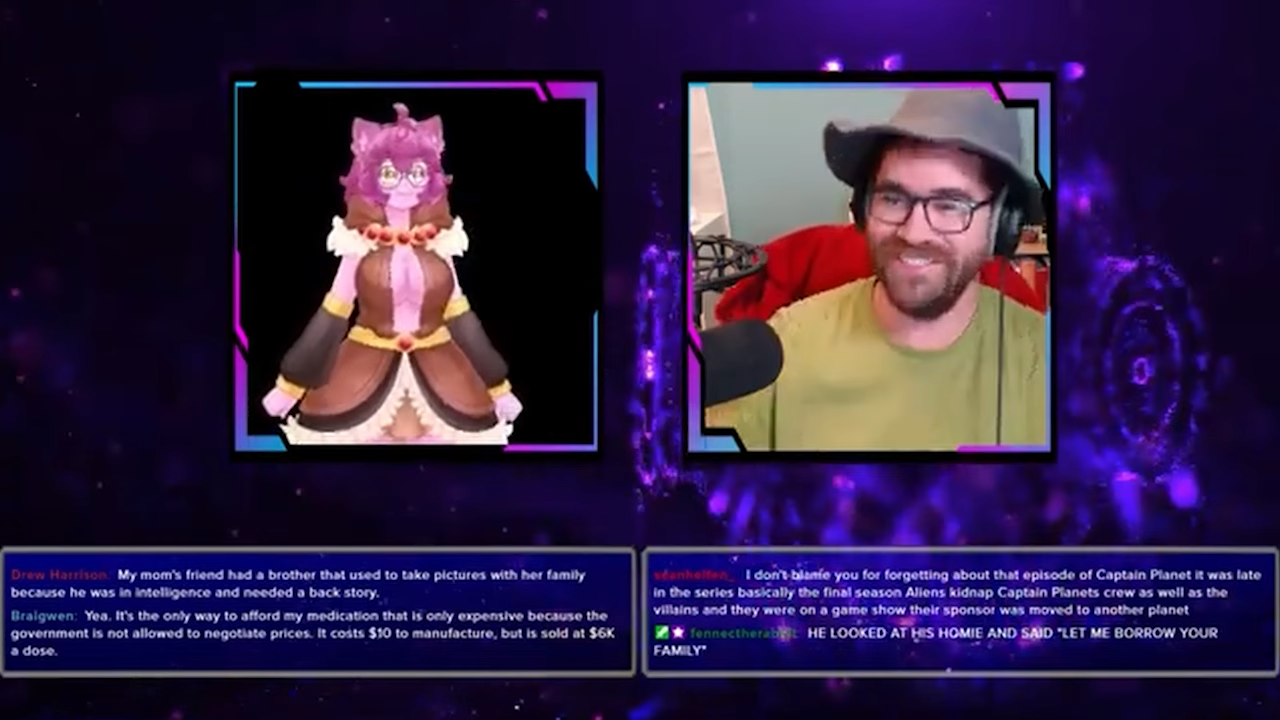 Drew Harrison: My mom's friend had a brother that used to take pictures with her family
because he was in intelligence and needed a back story.
Braigwen: Yea. It's the only way to afford my medication that is only expensive because the
government is not allowed to negotiate prices. It costs $10 to manufacture, but is sold at $6K
a dose.
I don't blame you for forgetting about that episode of Captain Planet it was late
in the series basically the final season Aliens kidnap Captain Planets crew as well as the
villains and they were on a game show their sponsor was moved to another planet
HE LOOKED AT HIS HOMIE AND SAID "LET ME BORROW YOUR
FAMILY"